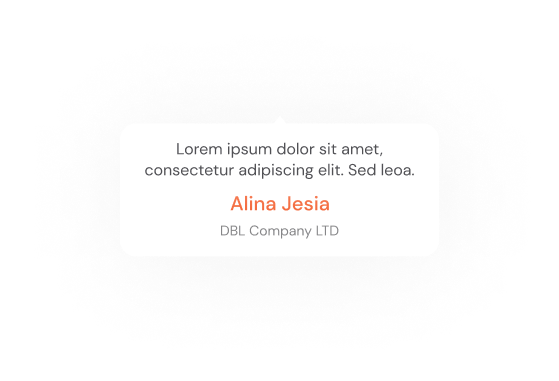 Lorem ipsum dolor sit amet,
consectetur adipiscing elit. Sed leoa.
Alina Jesia
DBL Company LTD